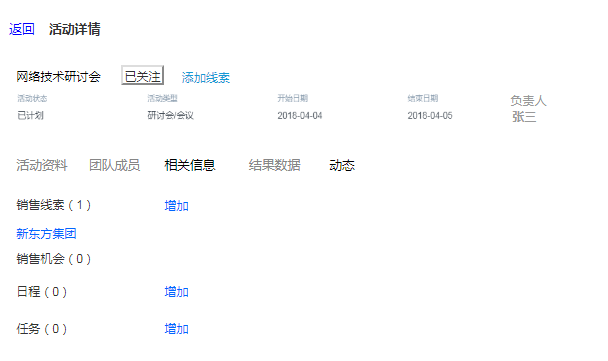 返回 活动详情
网络技术研讨会 已关注 添加线索
活动状态 活动类型 开始日期 结束日期 负责人
已计划 研讨会/会议 2018-04-04 2018-04-05 张三
活动资料 团队成员 相关信息 结果数据 动态
销售线索（1） 增加
新东方集团
销售机会（0）
日程（0） 增加
任务（0） 增加